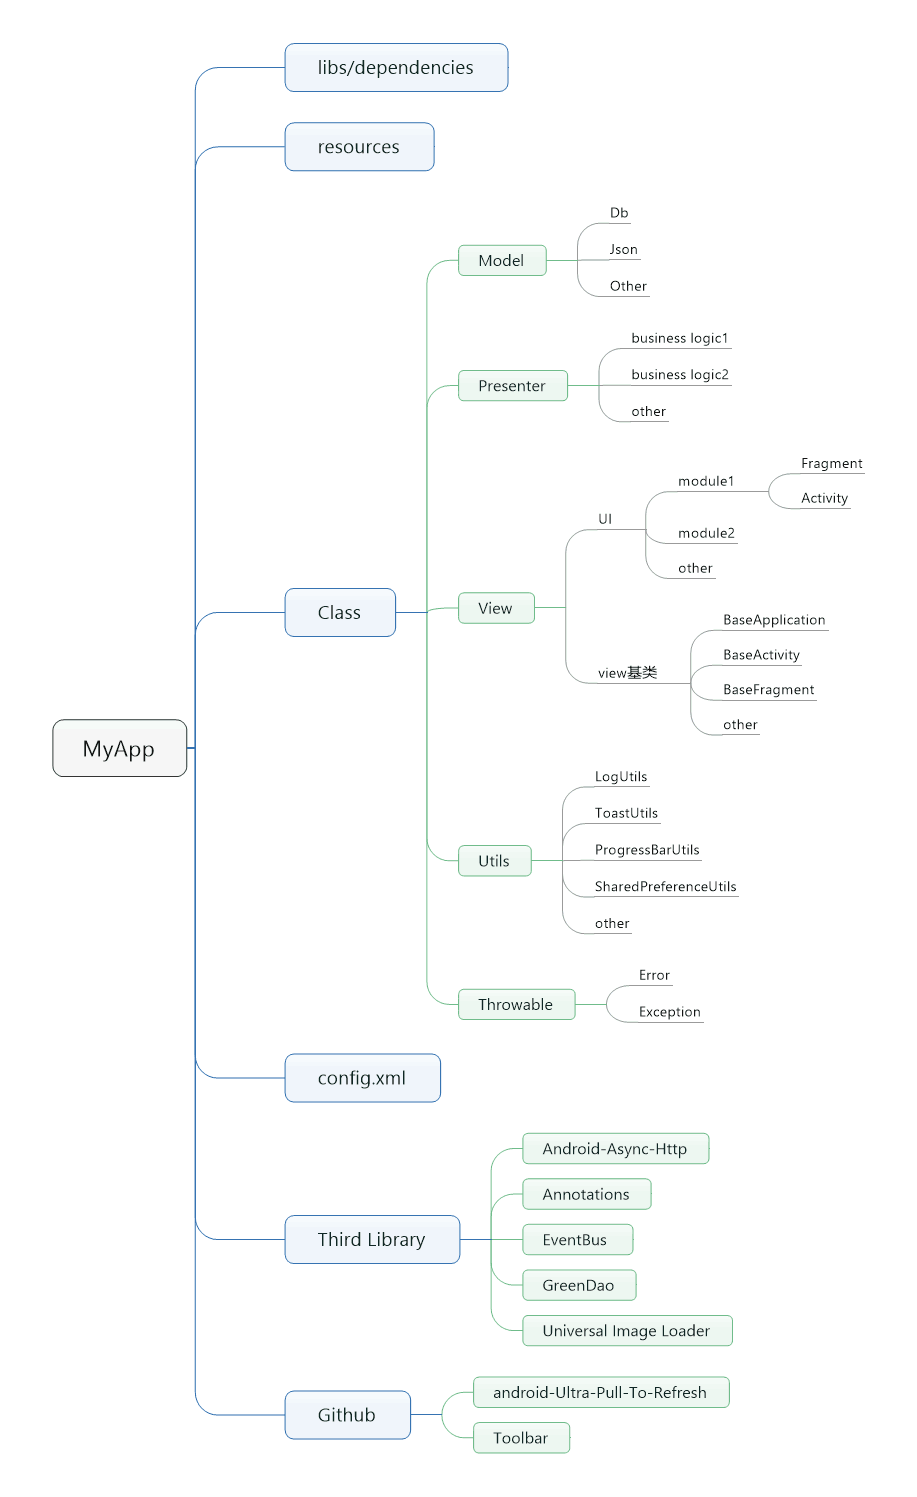 libs/dependencies
resources
Db
Model
Json
Other
business logic1
Presenter
business logic2
other
Fragment
module1
Activity
UI
module2
other
Class
View
BaseApplication
BaseActivity
view基类
BaseFragment
other
MyApp
LogUtils
ToastUtils
Utils
ProgressBarUtils
SharedPreferenceUtils
other
Error
Throwable
Exception
config.xml
Android-Async-Http
Annotations
Third Library
EventBus
GreenDao
Universal Image Loader
android-Ultra-Pull-To-Refresh
Github
Toolbar